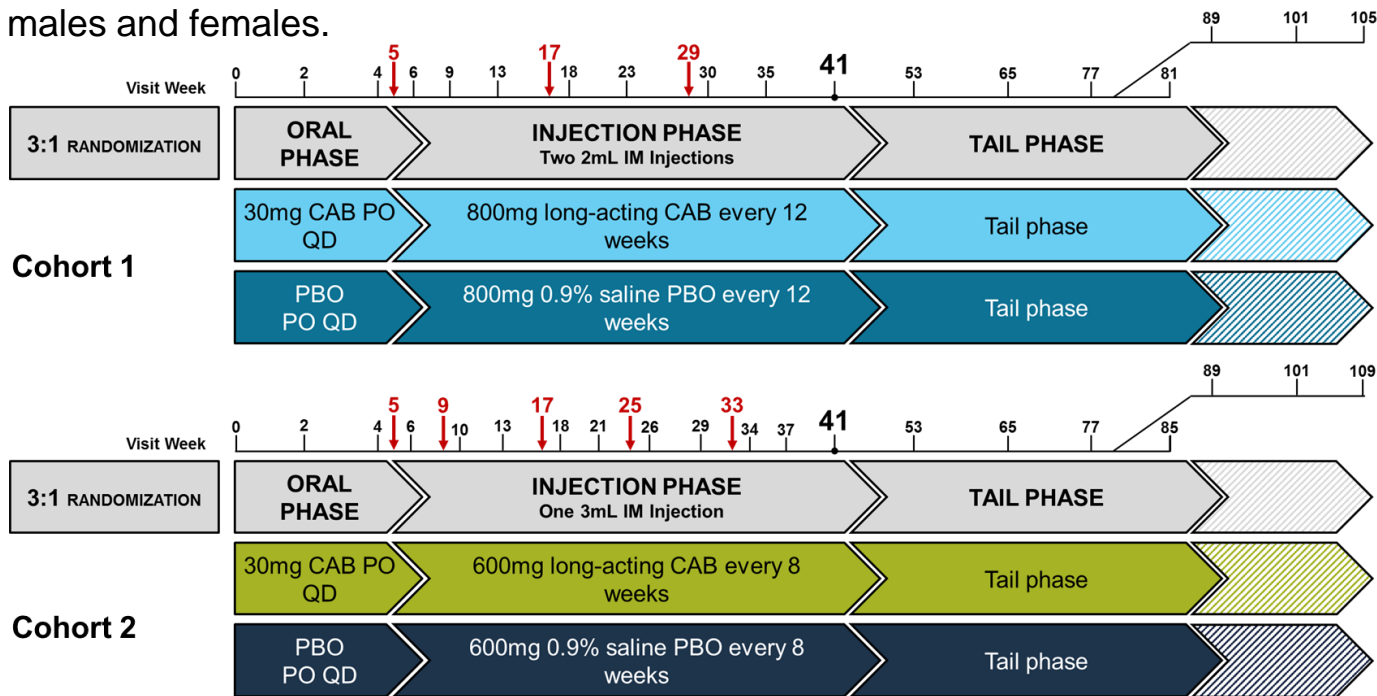 males and females.
89 101 105
5 17 29
Visit Week 0 2 4 6 9 13 18 23 30 35 41 53 65 77 81
3:1 RANDOMIZATION
ORAL
PHASE
INJECTION PHASE
Two 2mL IM Injections
TAIL PHASE
Cohort 1
30mg CAB PO
QD
800mg long-acting CAB every 12
weeks
Tail phase
PBO
PO QD
800mg 0.9% saline PBO every 12
weeks
Tail phase
89 101 109
5 9 17 25 33
Visit Week 0 2 4 6 10 13 18 21 26 29 34 37 41 53 65 77 85
3:1 RANDOMIZATION
ORAL
PHASE
INJECTION PHASE
One 3mL IM Injection
TAIL PHASE
Cohort 2
30mg CAB PO
QD
600mg long-acting CAB every 8
weeks
Tail phase
PBO
PO QD
600mg 0.9% saline PBO every 8
weeks
Tail phase